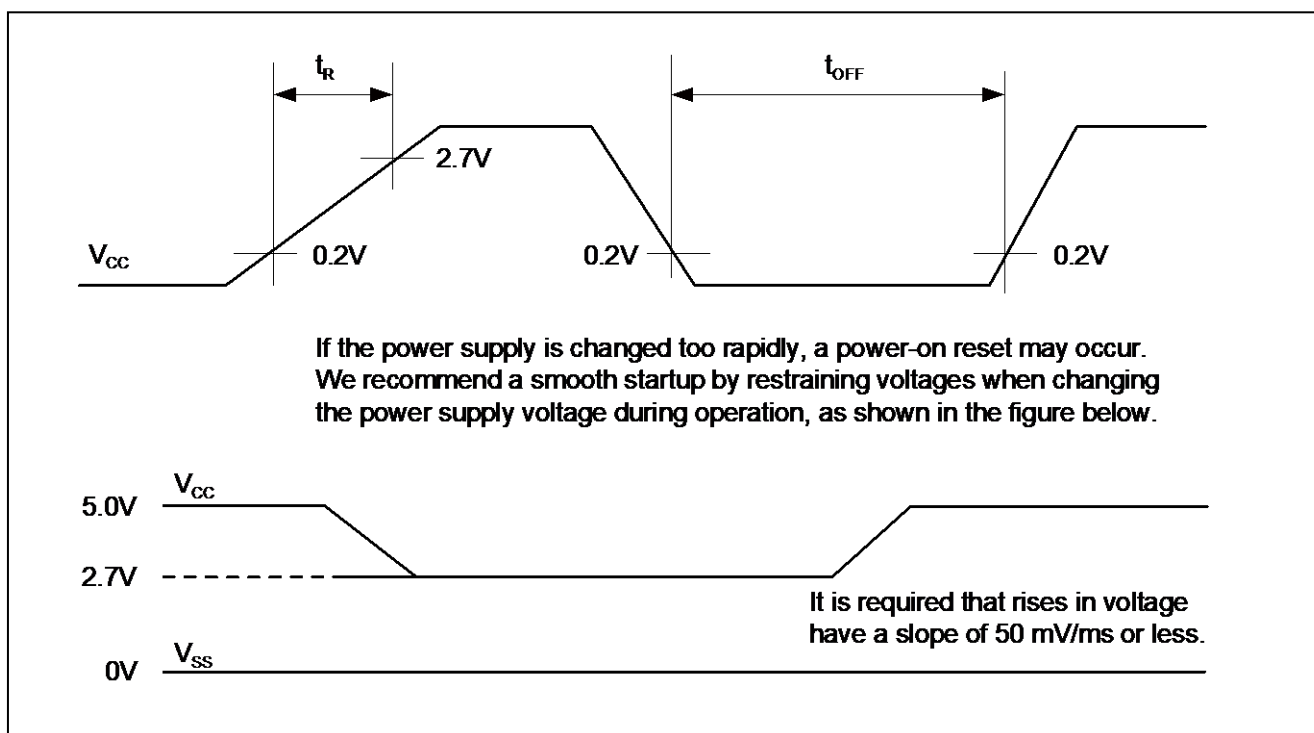 tR
tOFF
2.7V
VCC
0.2V
0.2V
0.2V
If the power supply is changed too rapidly, a power-on reset may occur.
We recommend a smooth startup by restraining voltages when changing
the power supply voltage during operation, as shown in the figure below.
VCC
5.0V
2.7V
It is required that rises in voltage
have a slope of 50 mV/ms or less.
VSS
0V